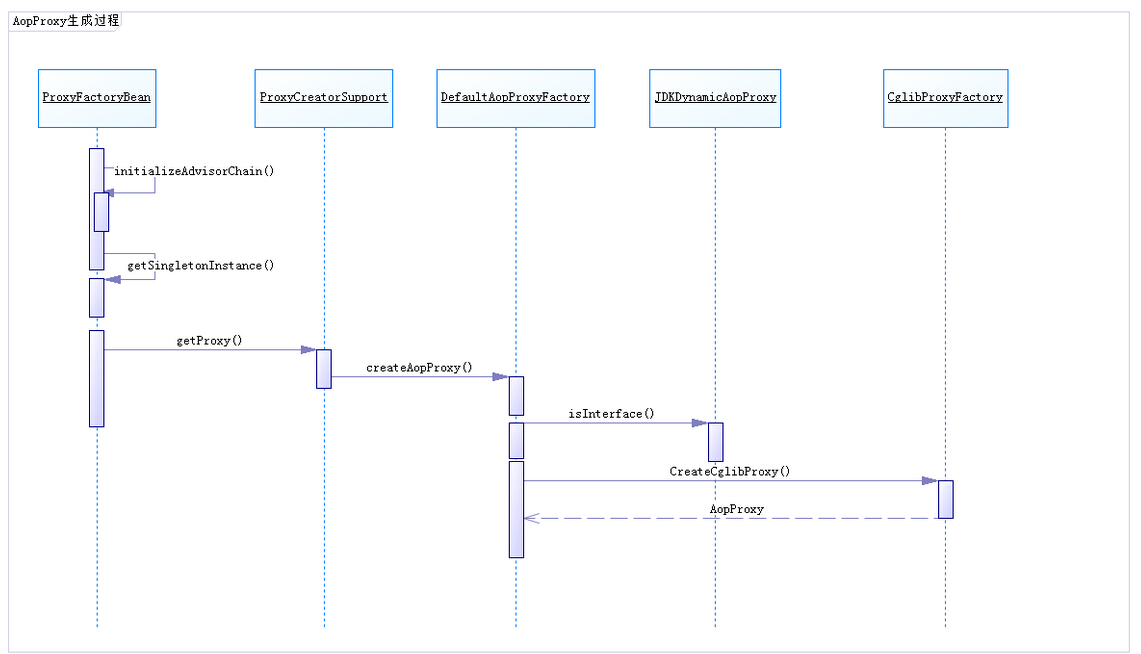 AopProxy生成过程
ProxyFactoryBean
ProxyCreatorSupport
DefaultAopProxyFactory
JDKDynamicAopProxy
CglibProxyFactory
initializeAdvisorChain()
getSingletonInstance()
getProxy()
createAopProxy()
isInterface()
CreateCglibProxy()
AopProxy